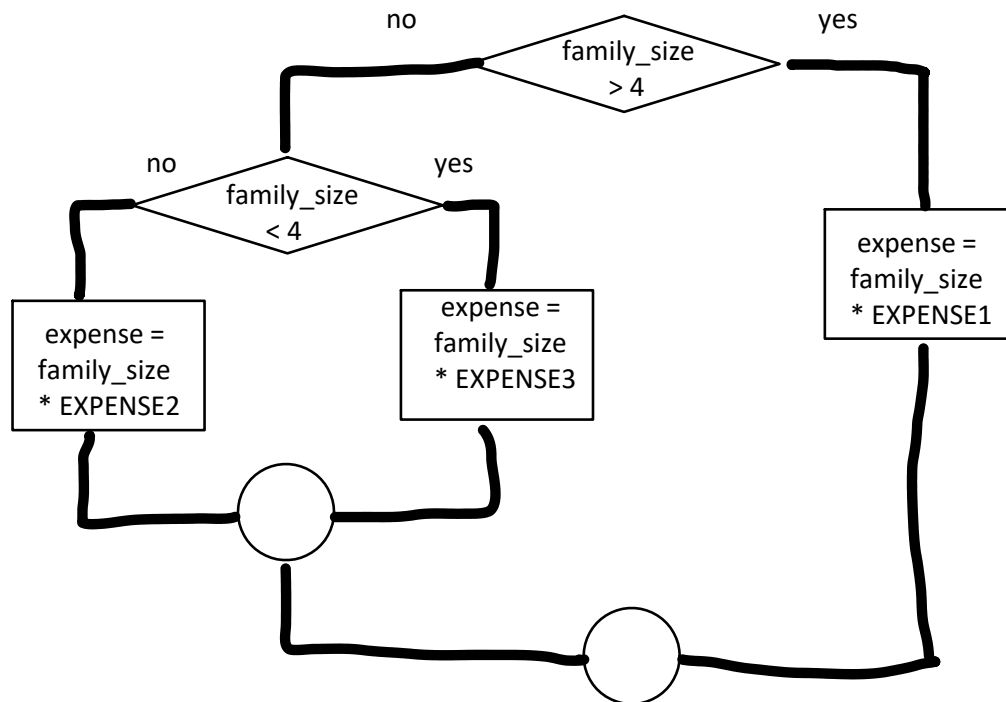 no
yes
family_size
> 4
no
yes
family_size
< 4
expense =
family_size
* EXPENSE2
expense =
family_size
* EXPENSE3
expense =
family_size
* EXPENSE1